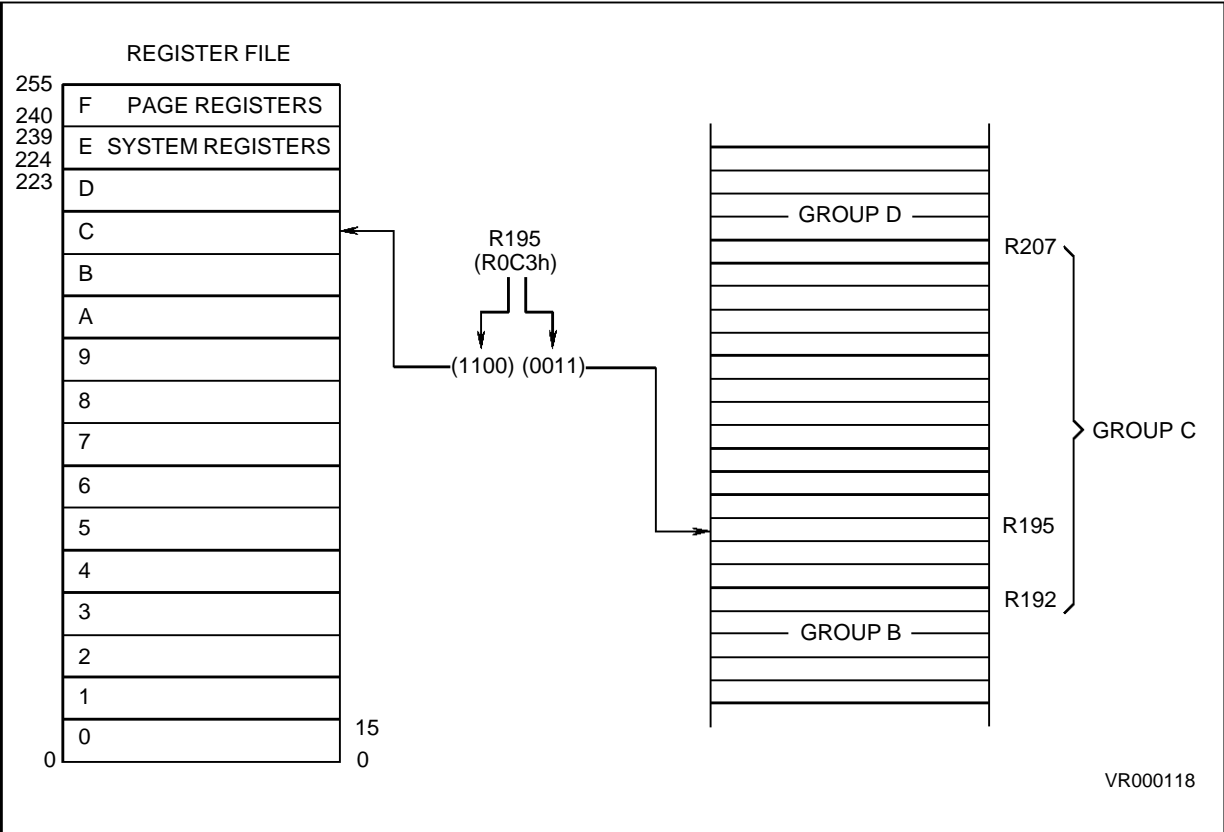 REGISTER FILE
255
240
239
224
223
F PAGE REGISTERS
E SYSTEM REGISTERS
D
C
B
A
9
8
7
6
5
4
3
2
1
0
15
0
0
R195
(R0C3h)
(1100) (0011)
GROUP D
R207
GROUP C
R195
R192
GROUP B
VR000118